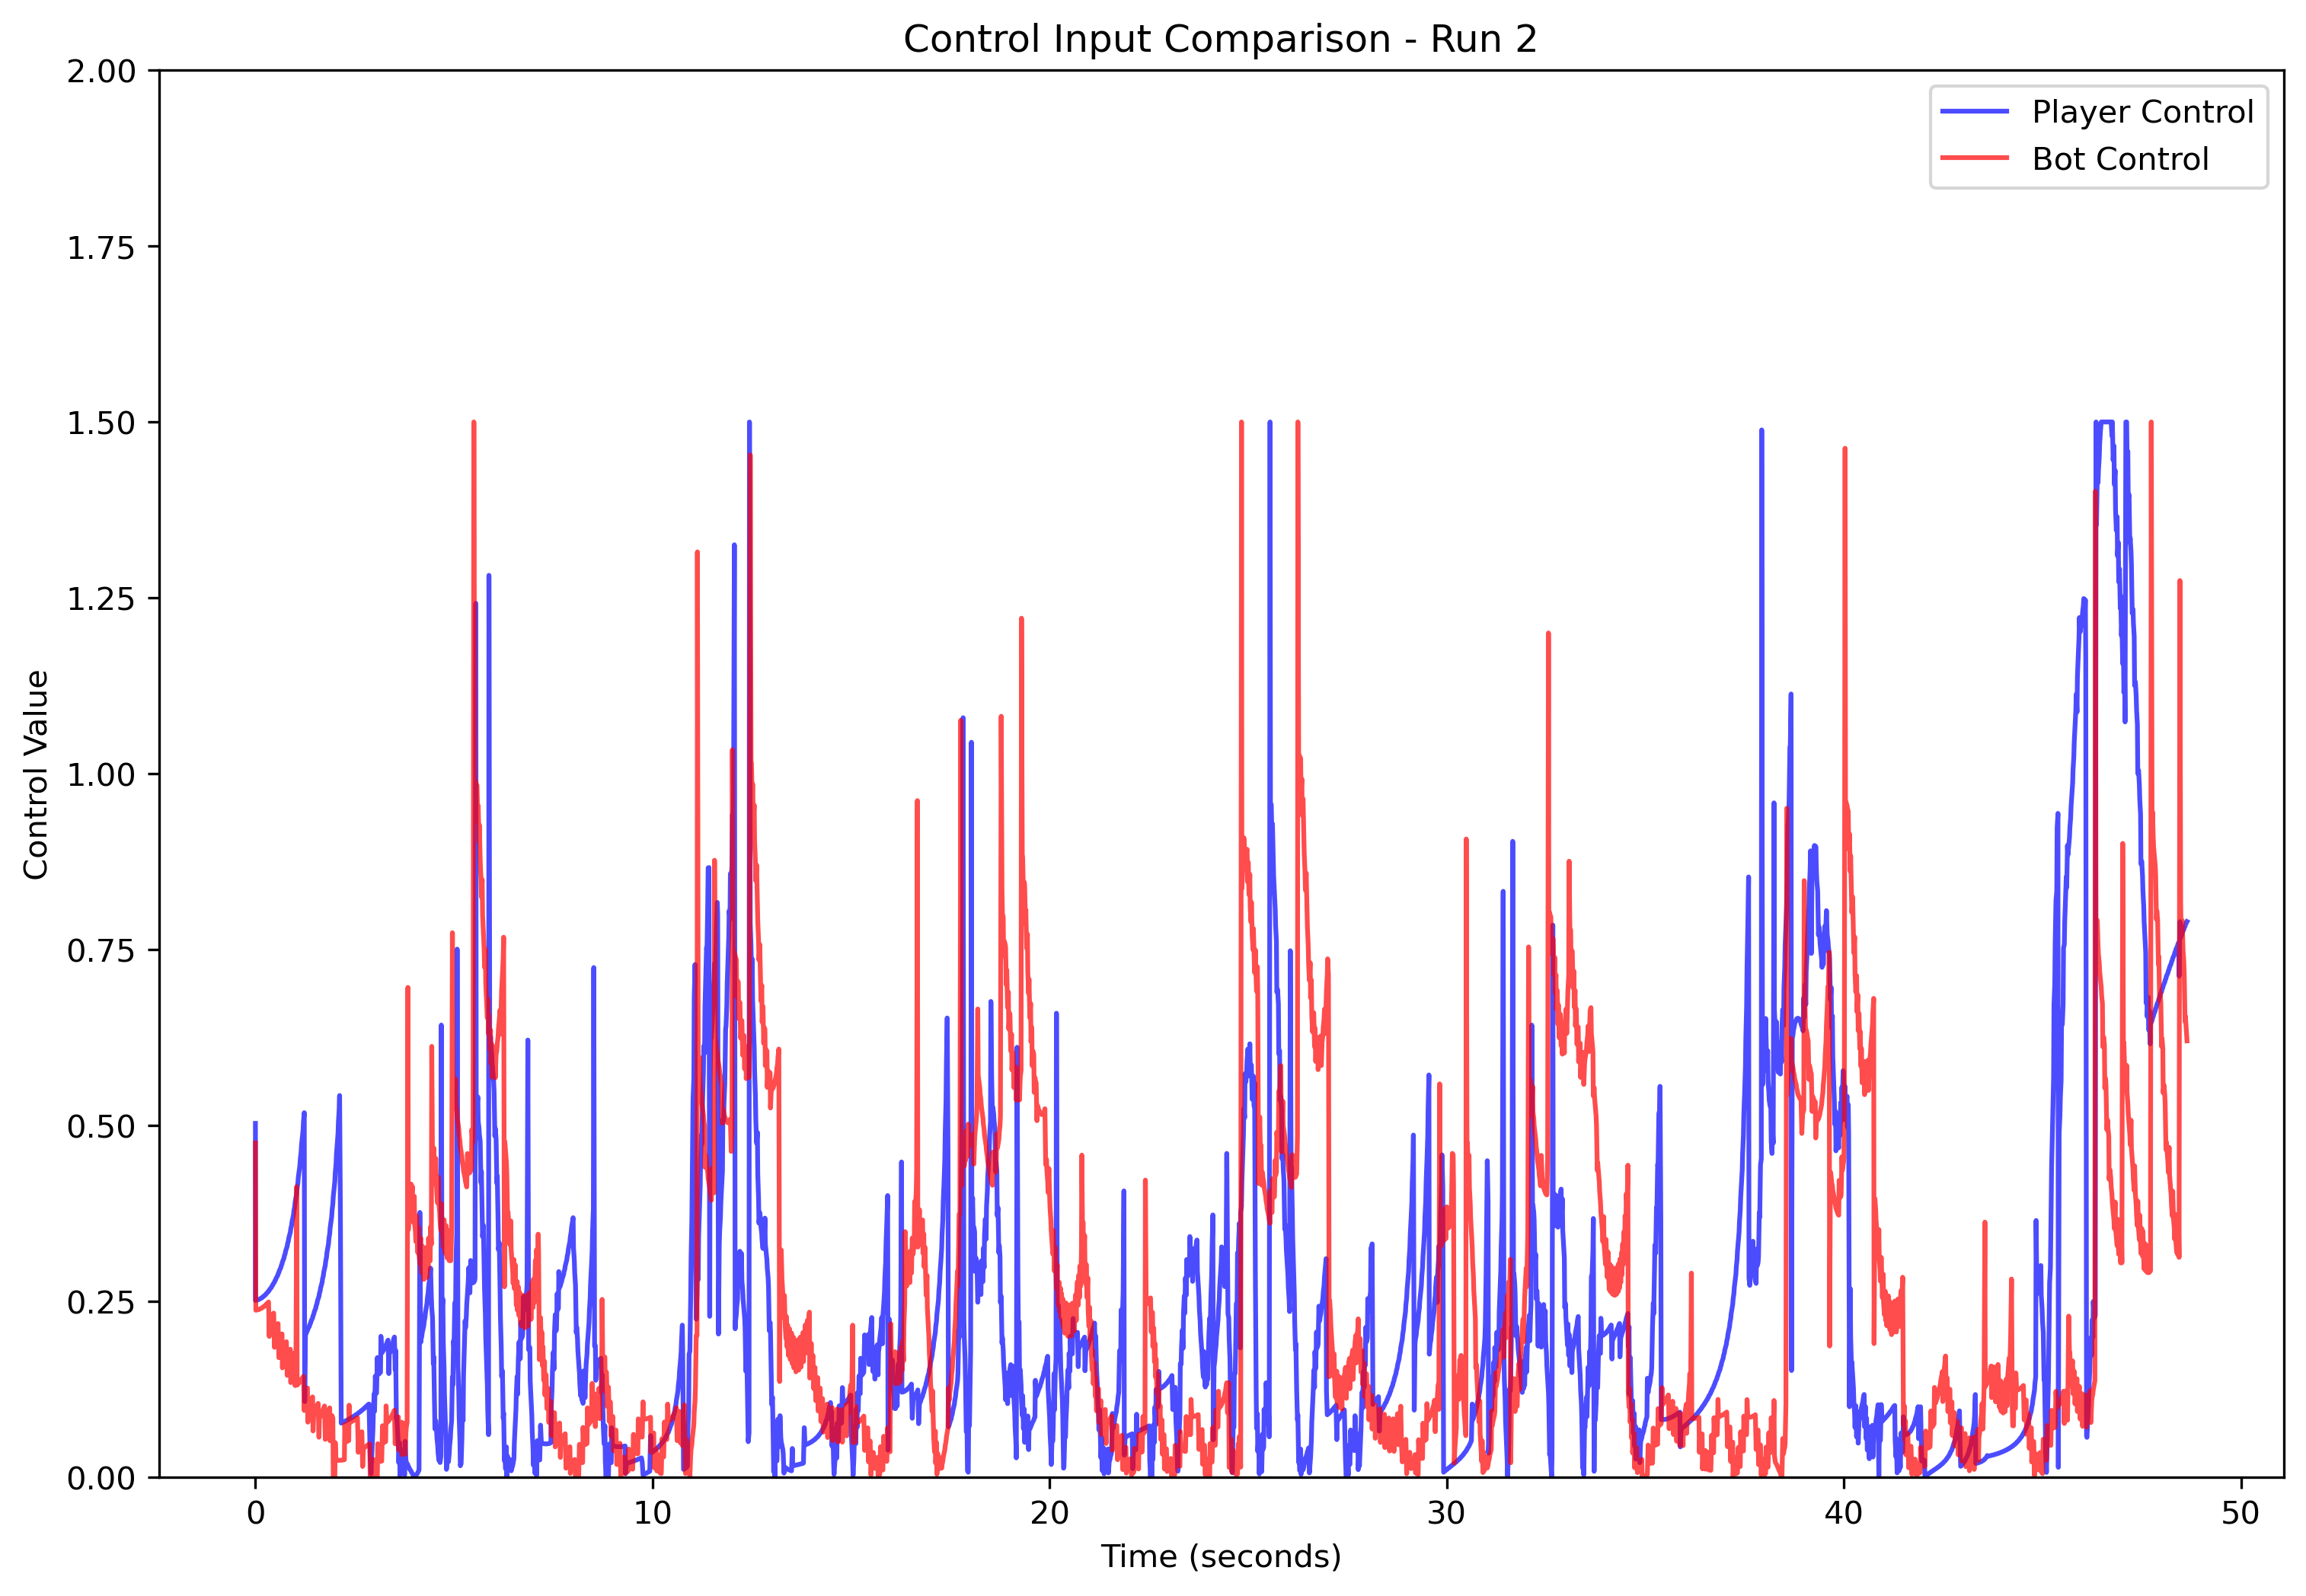 Control Input Comparison - Run 2
2.00
1.75
1.50
1.25
1.00
0.75
0.50
0.25
0.00
Control Value
Player Control
Bot Control
0 10 20 30 40 50
Time (seconds)